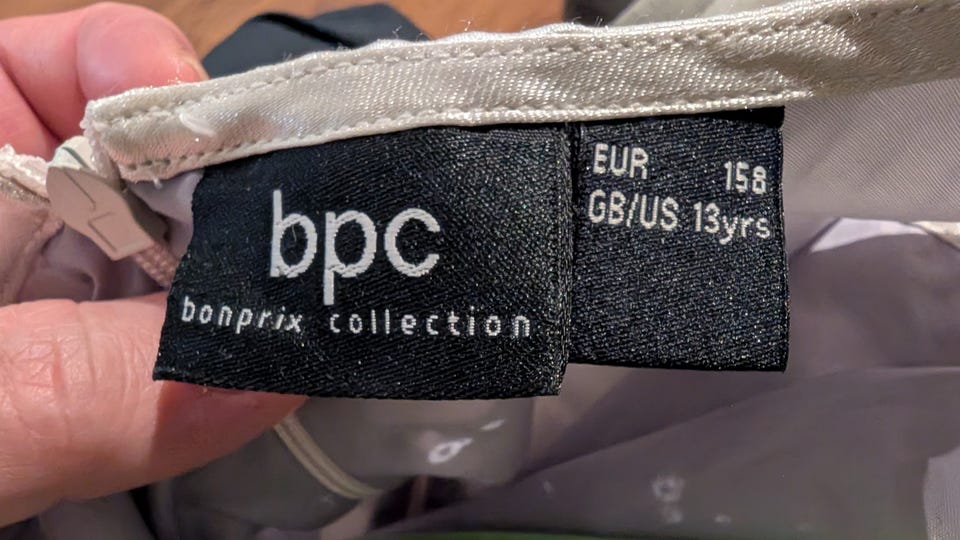 bpc
bonprix collection
EUR 158
GB/US 13yrs